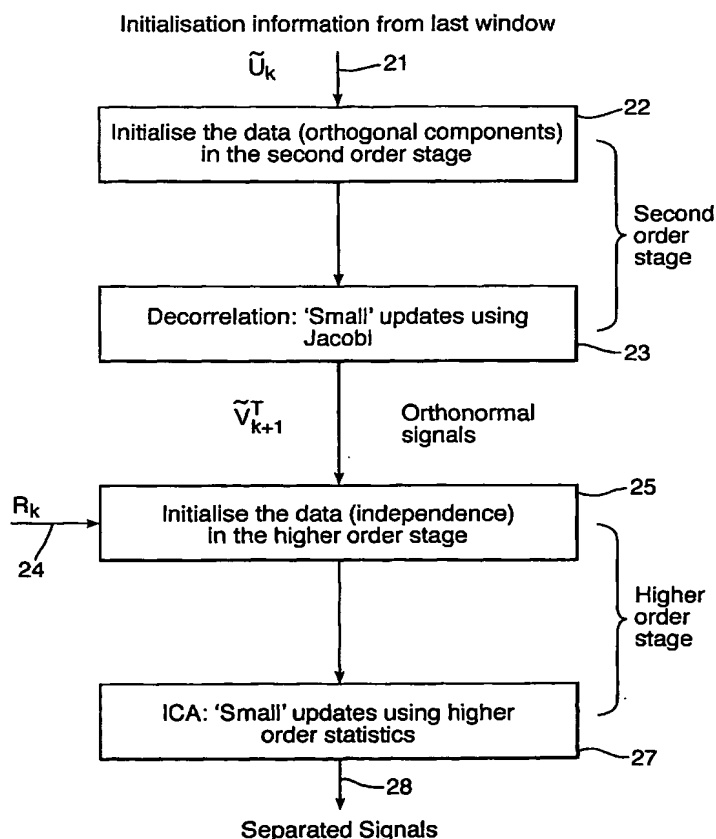 Initialisation information from last window
Ũk
21
22
Initialise the data (orthogonal components)
in the second order stage
Second
order
stage
Decorrelation: ‘Small’ updates using
Jacobi
23
Ṽᵀk+1
Orthonormal
signals
25
Rk
24
Initialise the data (independence)
in the higher order stage
Higher
order
stage
ICA: ‘Small’ updates using higher
order statistics
27
28
Separated Signals